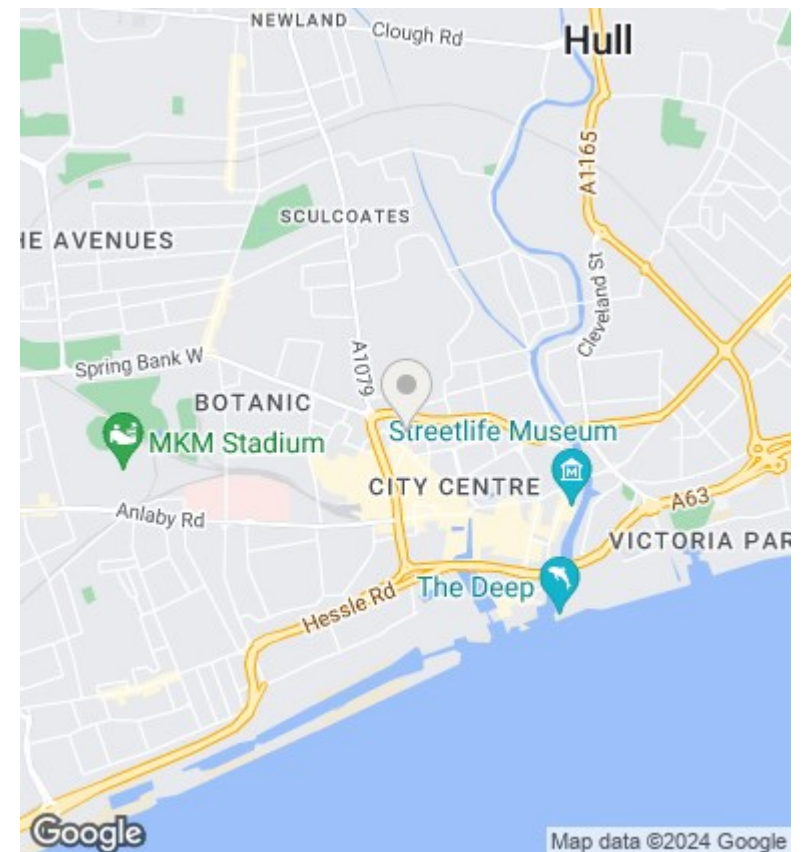 NEWLAND
Clough Rd
Hull
A1165
SCULCOATES
HE AVENUES
Cleveland St
Spring Bank W
A1079
BOTANIC
MKM Stadium
Streetlife Museum
CITY CENTRE
A63
Anlaby Rd
VICTORIA PAR
The Deep
Hessle Rd
Google
Map data ©2024 Google